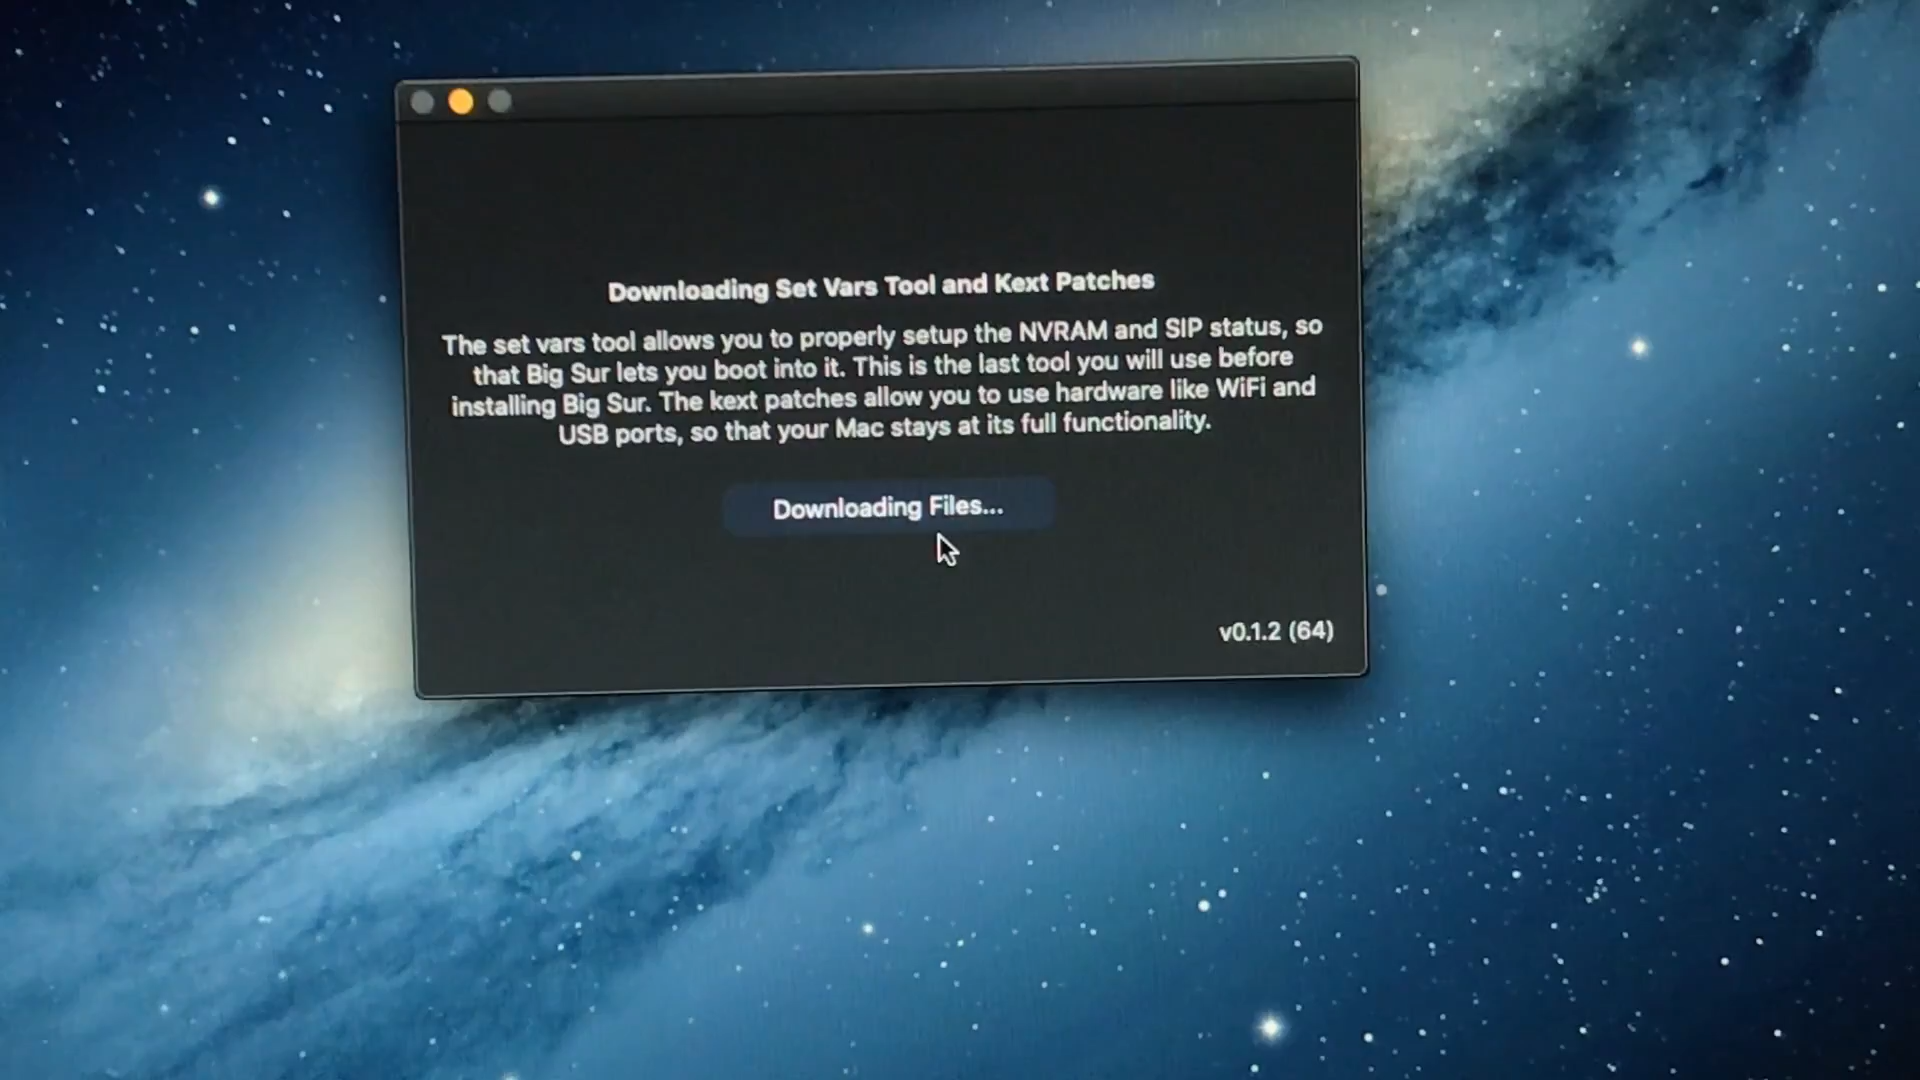 Downloading Set Vars Tool and Kext Patches
The set vars tool allows you to properly setup the NVRAM and SIP status, so
that Big Sur lets you boot into it. This is the last tool you will use before
installing Big Sur. The kext patches allow you to use hardware like WiFi and
USB ports, so that your Mac stays at its full functionality.
Downloading Files...
v0.1.2 (64)